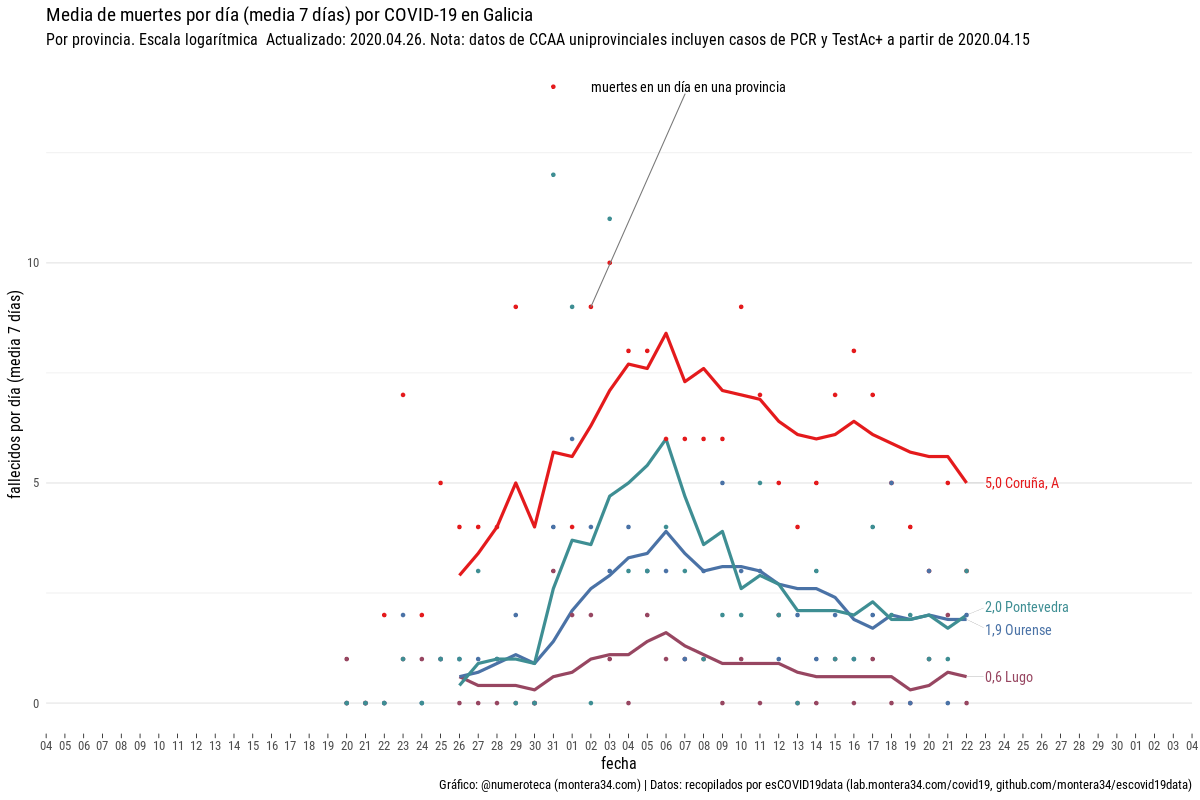 Media de muertes por día (media 7 días) por COVID-19 en Galicia
Por provincia. Escala logarítmica  Actualizado: 2020.04.26. Nota: datos de CCAA uniprovinciales incluyen casos de PCR y TestAc+ a partir de 2020.04.15
muertes en un día en una provincia
fallecidos por día (media 7 días)
10
5
0
5,0 Coruña, A
2,0 Pontevedra
1,9 Ourense
0,6 Lugo
04 05 06 07 09 10 11 12 13 14 15 16 17 18 19 20 21 22 23 24 25 26 27 28 29 30 31 01 02 03 04 05 06 07 08 09 10 11 12 13 14 15 16 17 18 19 20 21 22 23 24 25 26 27 28 29 30 01 02 03 04
fecha
Gráfico: @numeroteca (montera34.com) | Datos: recopilados por esCOVID19data (lab.montera34.com/covid19, github.com/montera34/escovid19data)